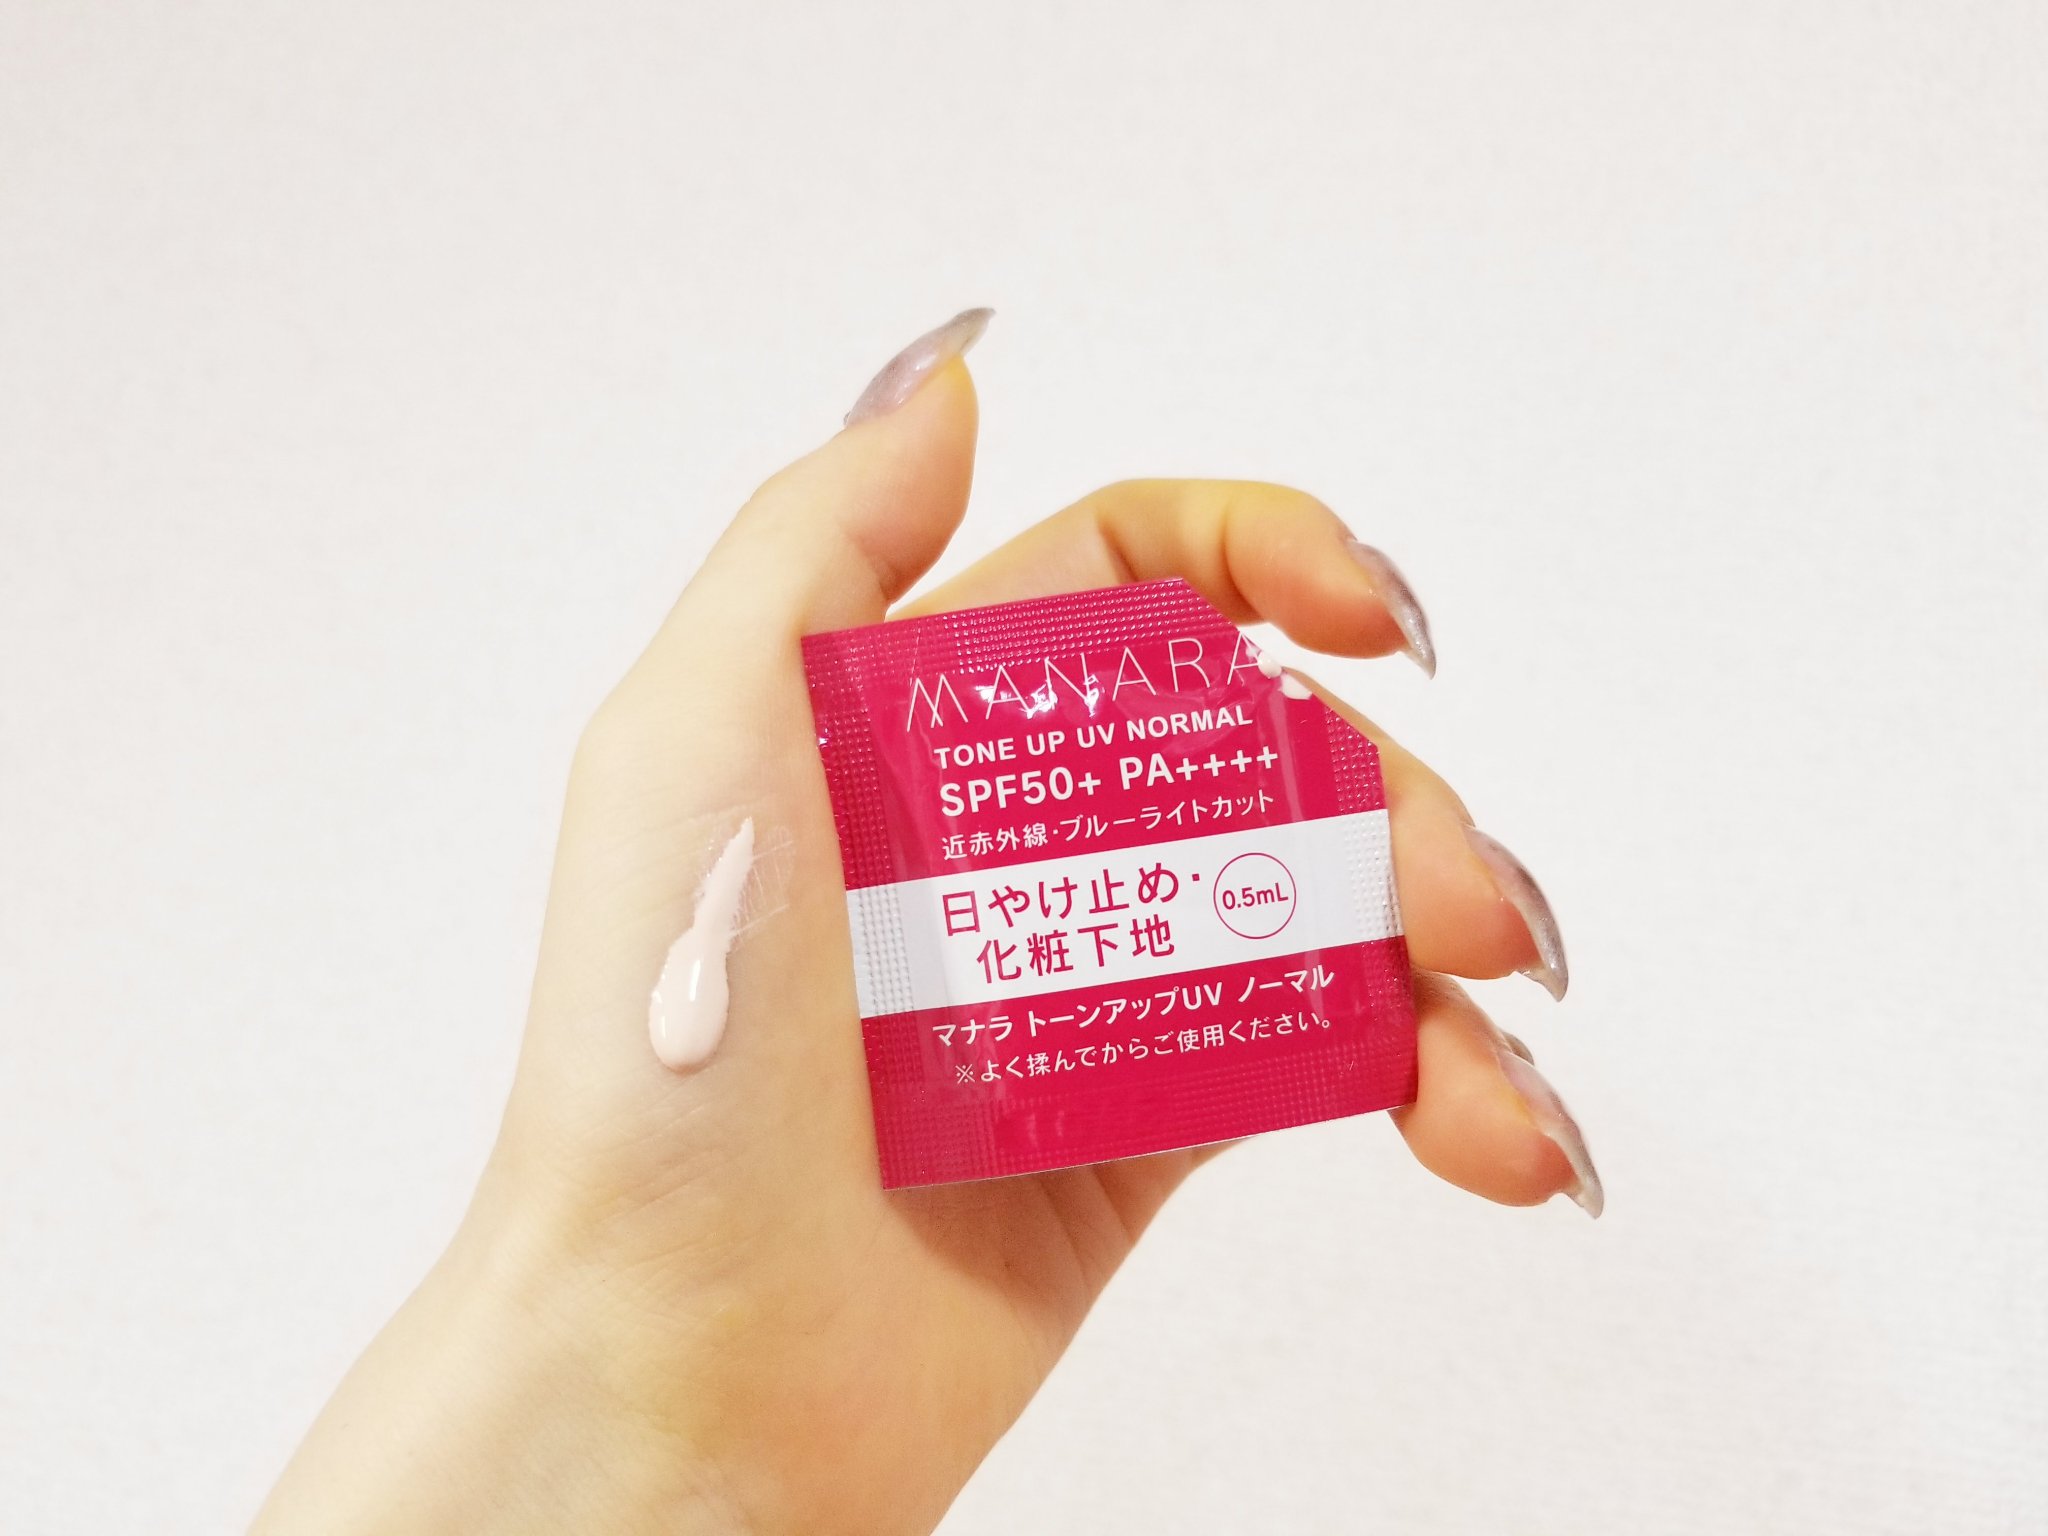 MANARA
TONE UP UV NORMAL
SPF50+ PA++++
近赤外線・ブルーライトカット
日やけ止め・
化粧下地
0.5mL
マナラ トーンアップUV ノーマル
※よく揉んでからご使用ください。